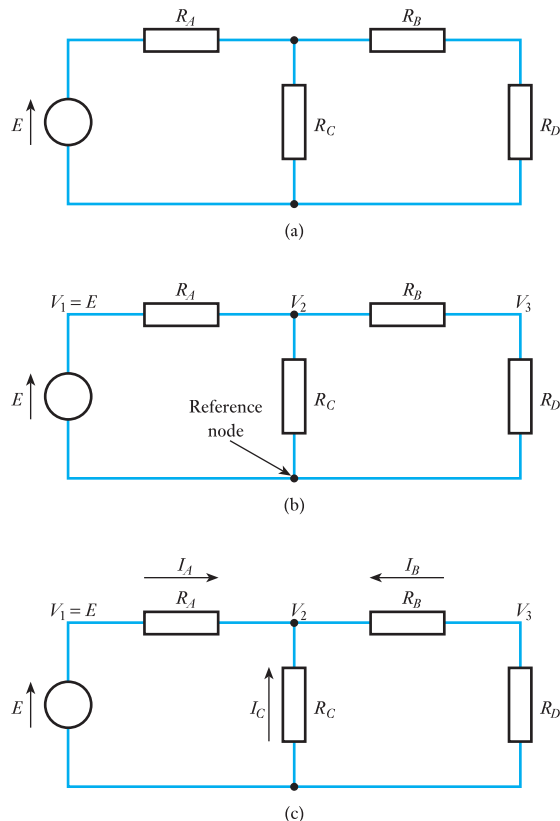 R_A
R_B
E
R_C
R_D
(a)
V_1 = E
R_A
V_2
R_B
V_3
E
Reference
node
R_C
R_D
(b)
I_A
I_B
V_1 = E
R_A
V_2
R_B
V_3
E
I_C
R_C
R_D
(c)